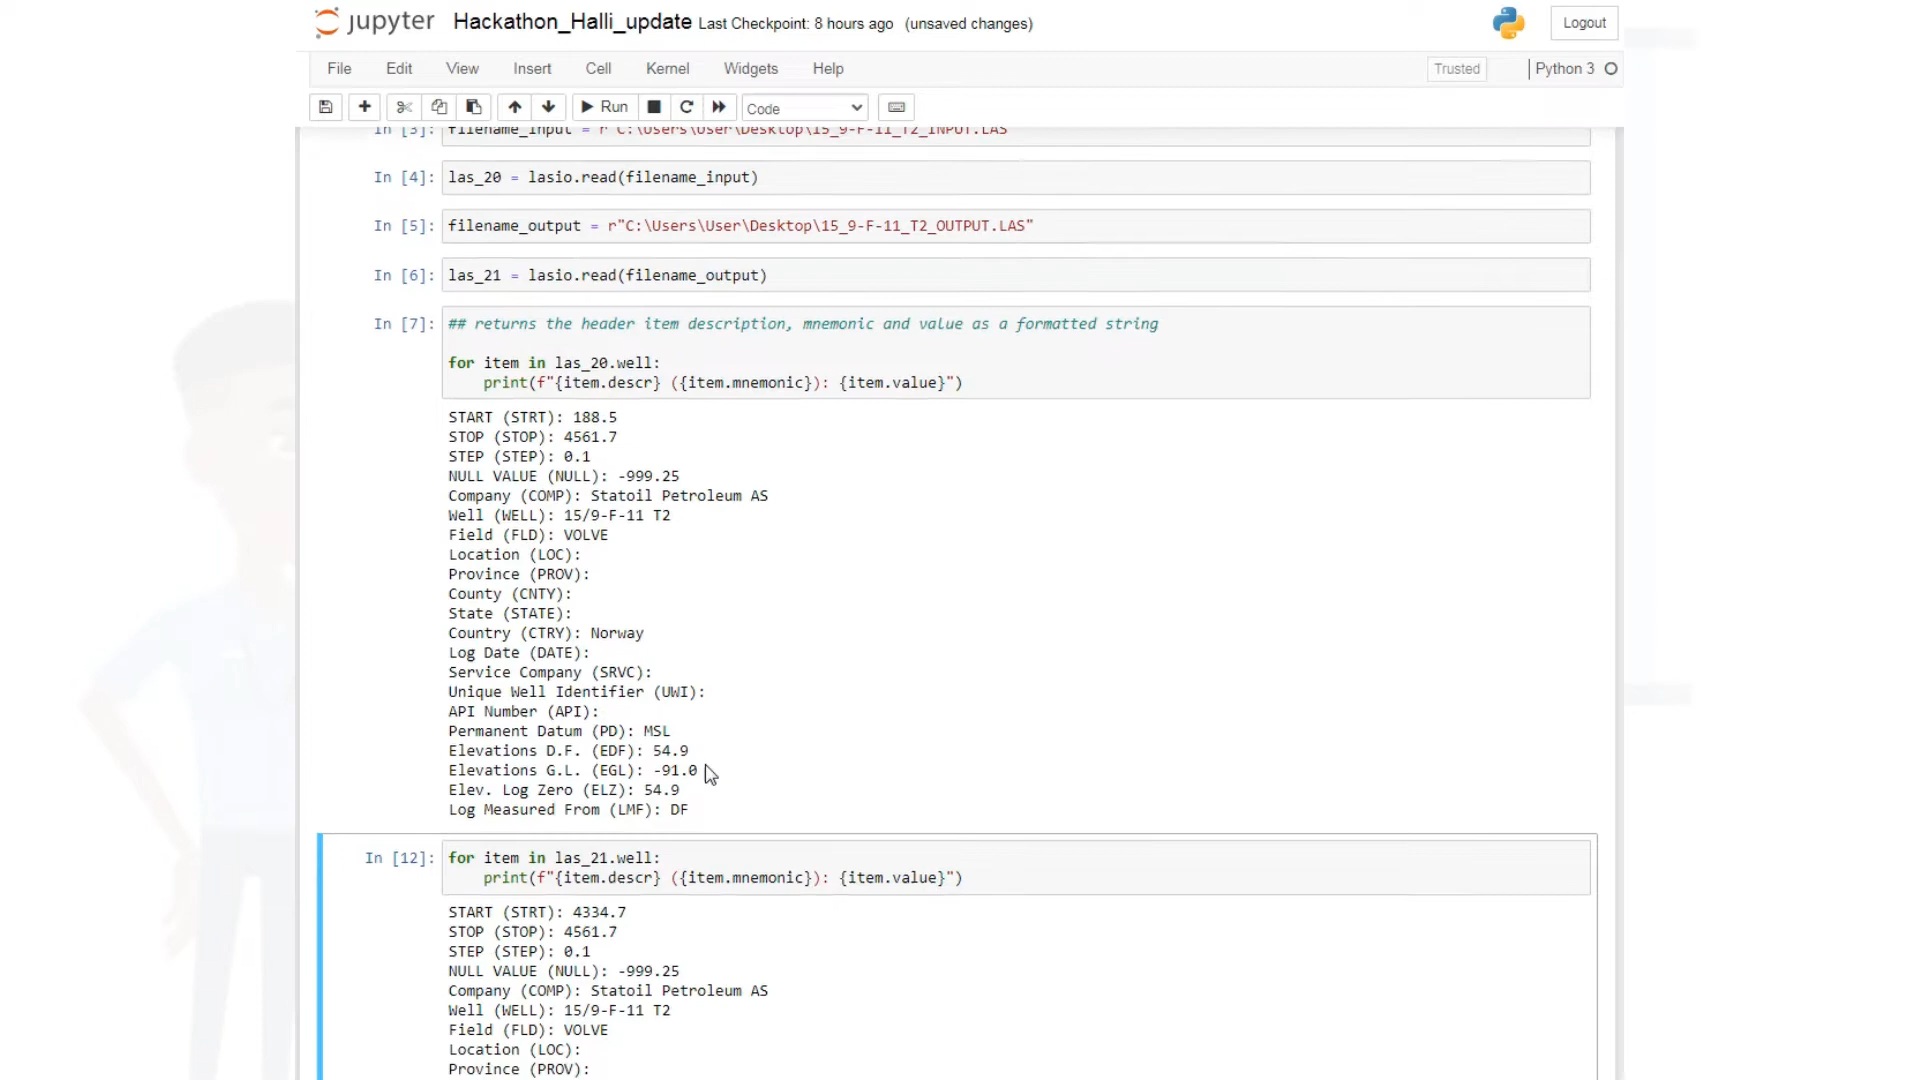 jupyter Hackathon_Halli_update Last Checkpoint: 8 hours ago (unsaved changes) Logout
File Edit View Insert Cell Kernel Widgets Help Trusted | Python 3
Run Code
In [3]: filename_input = r"C:\Users\User\Desktop\15_9-F-11_T2_INPUT.LAS"
In [4]: las_20 = lasio.read(filename_input)
In [5]: filename_output = r"C:\Users\User\Desktop\15_9-F-11_T2_OUTPUT.LAS"
In [6]: las_21 = lasio.read(filename_output)
In [7]: ## returns the header item description, mnemonic and value as a formatted string
for item in las_20.well:
print(f"{item.descr} ({item.mnemonic}): {item.value}")
START (STRT): 188.5
STOP (STOP): 4561.7
STEP (STEP): 0.1
NULL VALUE (NULL): -999.25
Company (COMP): Statoil Petroleum AS
Well (WELL): 15/9-F-11 T2
Field (FLD): VOLVE
Location (LOC):
Province (PROV):
County (CNTY):
State (STATE):
Country (CTRY): Norway
Log Date (DATE):
Service Company (SRVC):
Unique Well Identifier (UWI):
API Number (API):
Permanent Datum (PD): MSL
Elevations D.F. (EDF): 54.9
Elevations G.L. (EGL): -91.0
Elev. Log Zero (ELZ): 54.9
Log Measured From (LMF): DF
In [12]: for item in las_21.well:
print(f"{item.descr} ({item.mnemonic}): {item.value}")
START (STRT): 4334.7
STOP (STOP): 4561.7
STEP (STEP): 0.1
NULL VALUE (NULL): -999.25
Company (COMP): Statoil Petroleum AS
Well (WELL): 15/9-F-11 T2
Field (FLD): VOLVE
Location (LOC):
Province (PROV):